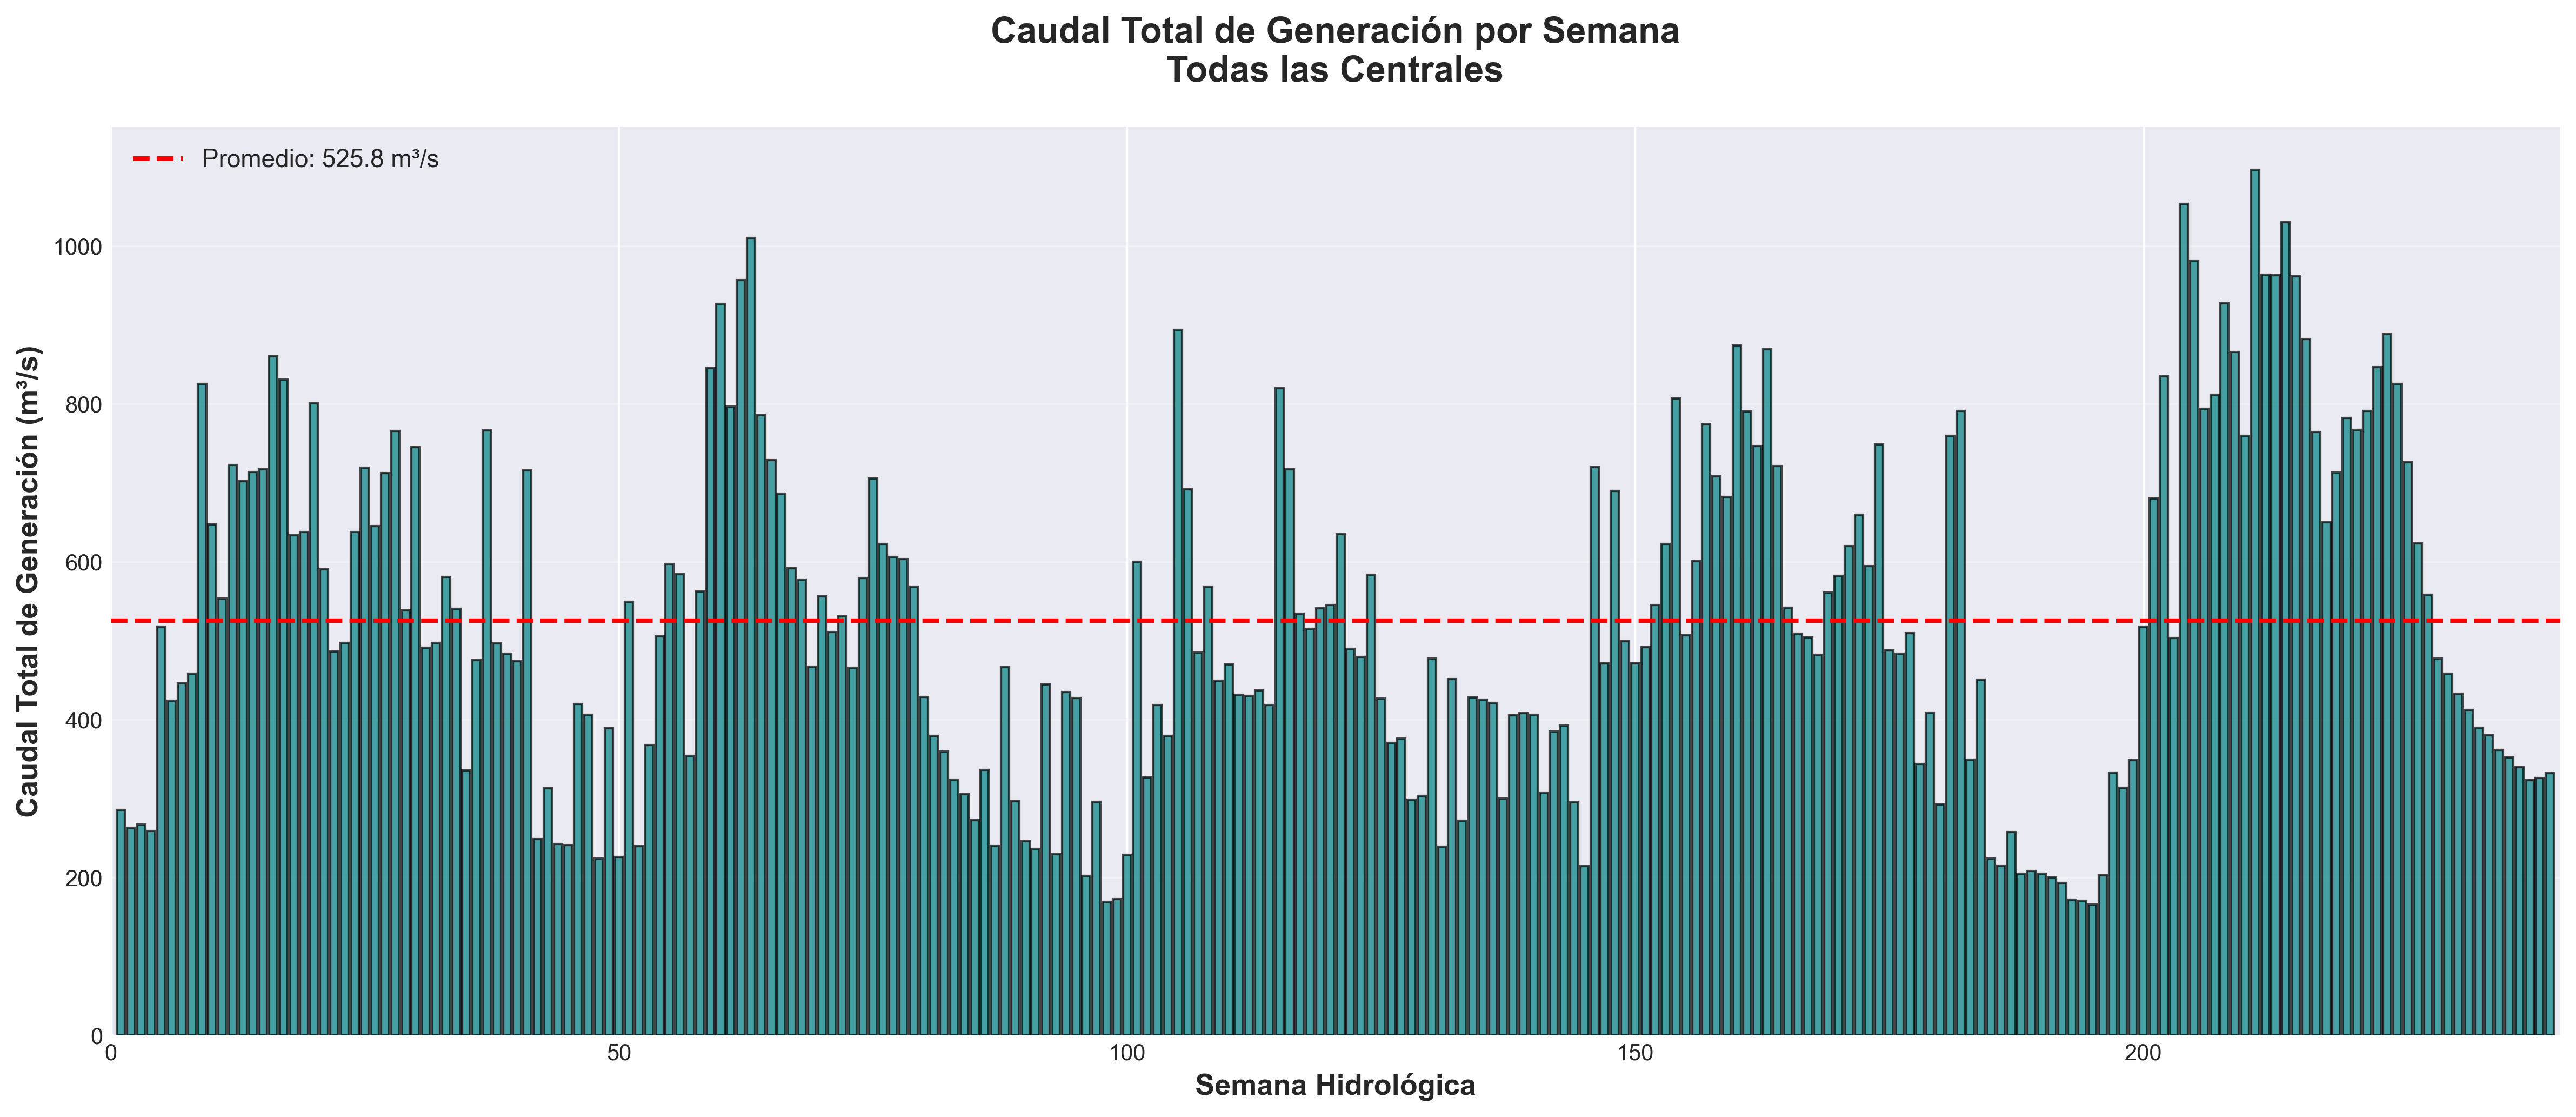 Caudal Total de Generación por Semana
Todas las Centrales
Promedio: 525.8 m³/s
Caudal Total de Generación (m³/s)
1000
800
600
400
200
0
0 50 100 150 200
Semana Hidrológica